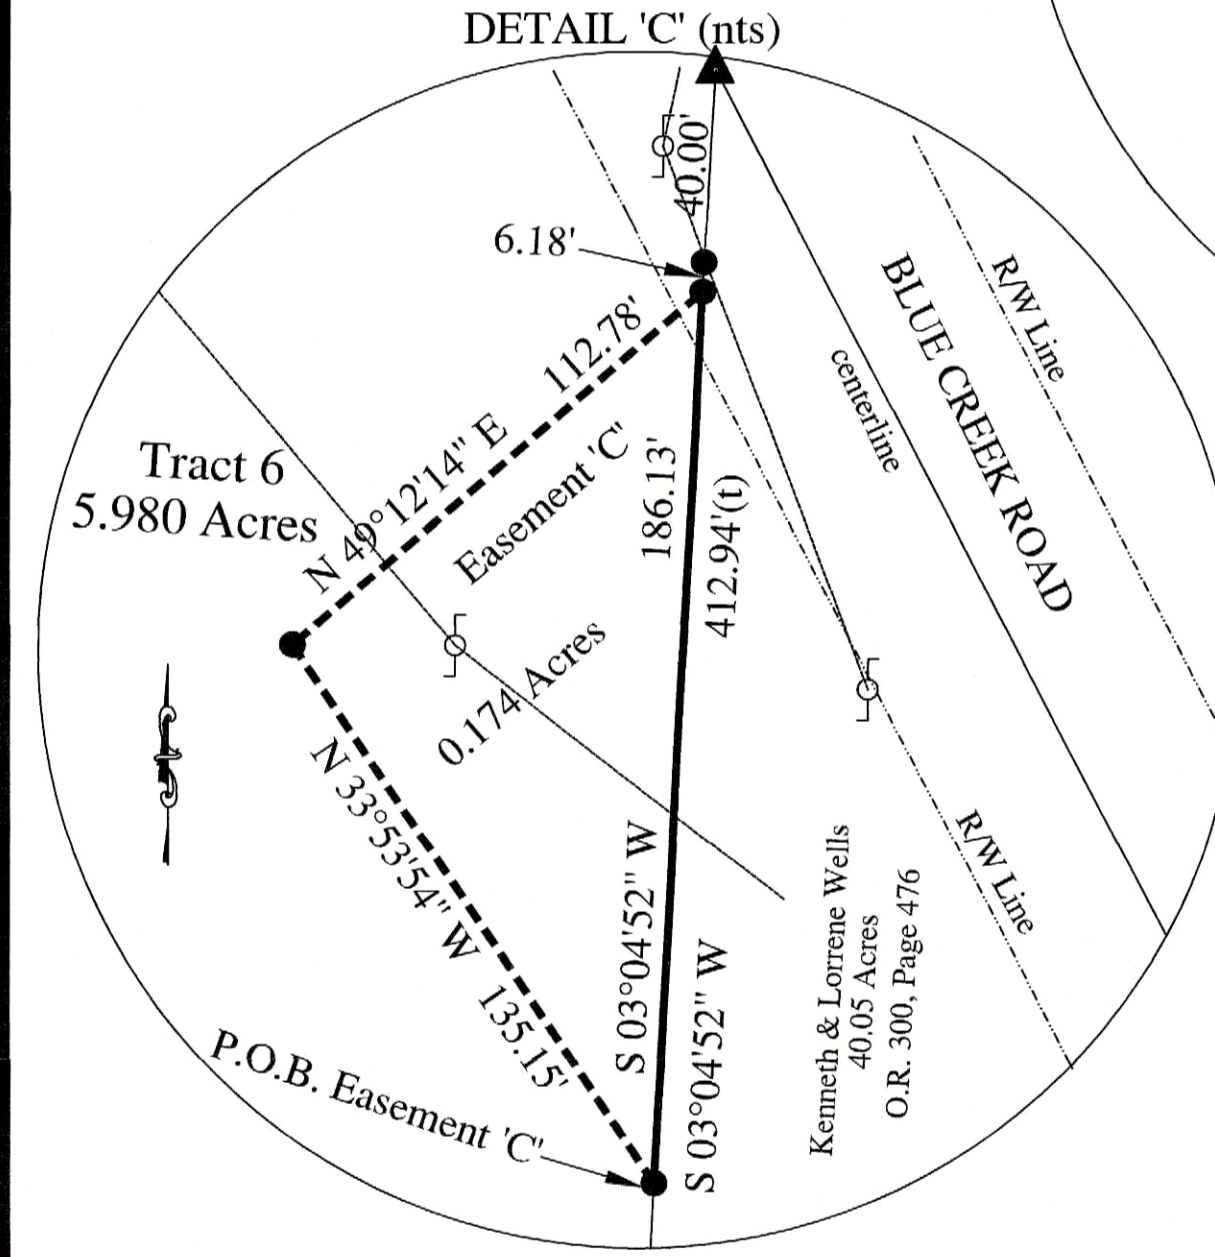 DETAIL 'C' (nts)
40.00'
6.18'
112.78'
N 49°12'14" E
Tract 6
5.980 Acres
Easement 'C'
0.174 Acres
186.13'
412.94'(t)
centerline
BLUE CREEK ROAD
R/W Line
R/W Line
N 33°53'54" W
135.15'
S 03°04'52" W
S 03°04'52" W
Kenneth & Lorrene Wells
40.05 Acres
O.R. 300, Page 476
P.O.B. Easement 'C'